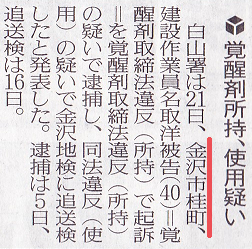 覚醒剤所持、使用疑い
白山署は21日、金沢市桂町、
建設作業員名取洋被告(40)=覚
醒剤取締法違反(所持)で起訴
=を覚醒剤取締法違反(所持)
の疑いで逮捕し、同法違反(使
用)の疑いで金沢地検に追送検
したと発表した。逮捕は5日、
追送検は16日。